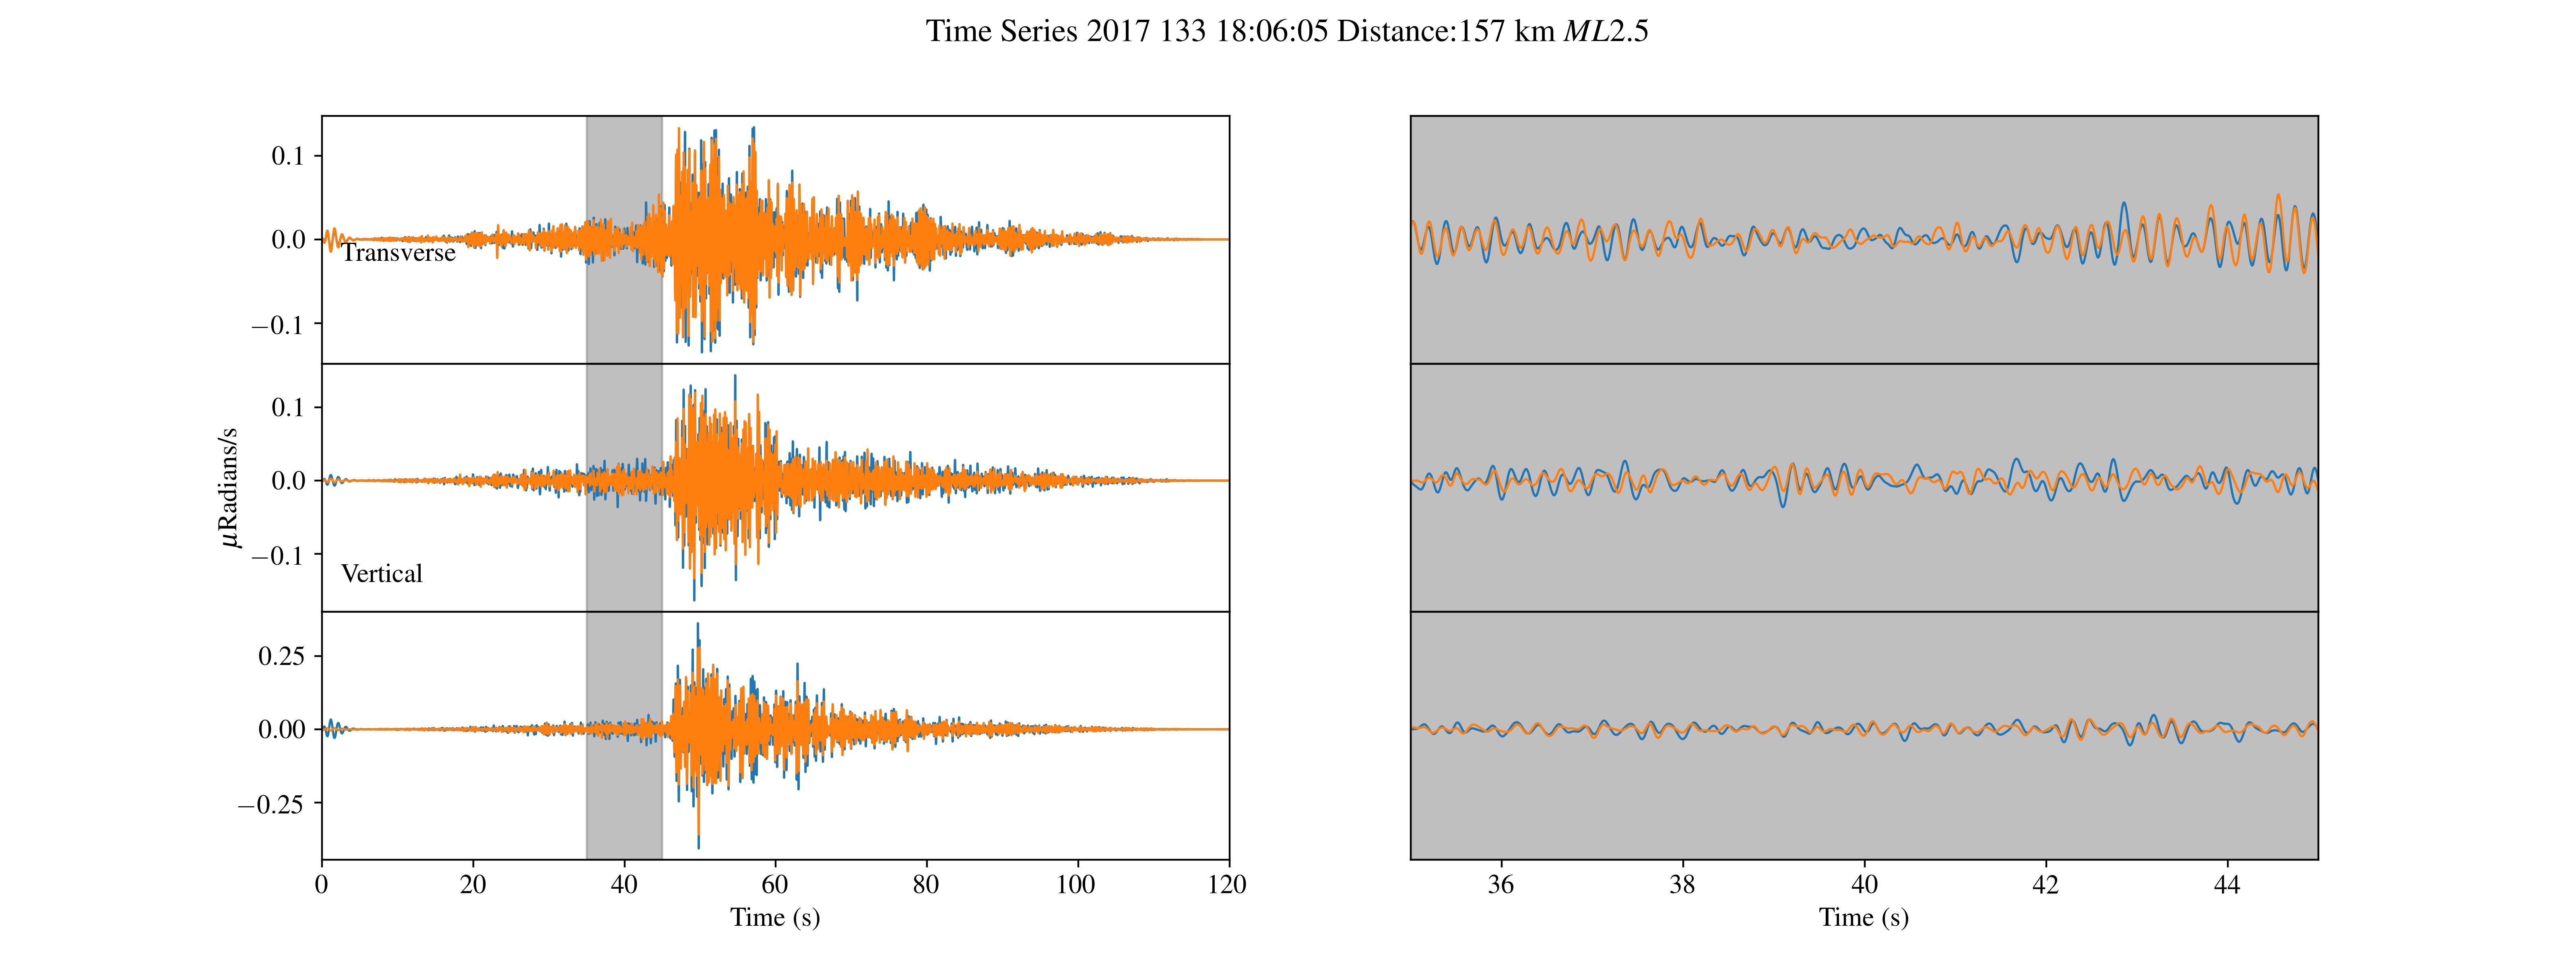 Time Series 2017 133 18:06:05 Distance:157 km ML2.5
0.1
0.0
−0.1
Transverse
0.1
0.0
−0.1
Vertical
μRadians/s
0.25
0.00
−0.25
0 20 40 60 80 100 120
Time (s)
36 38 40 42 44
Time (s)